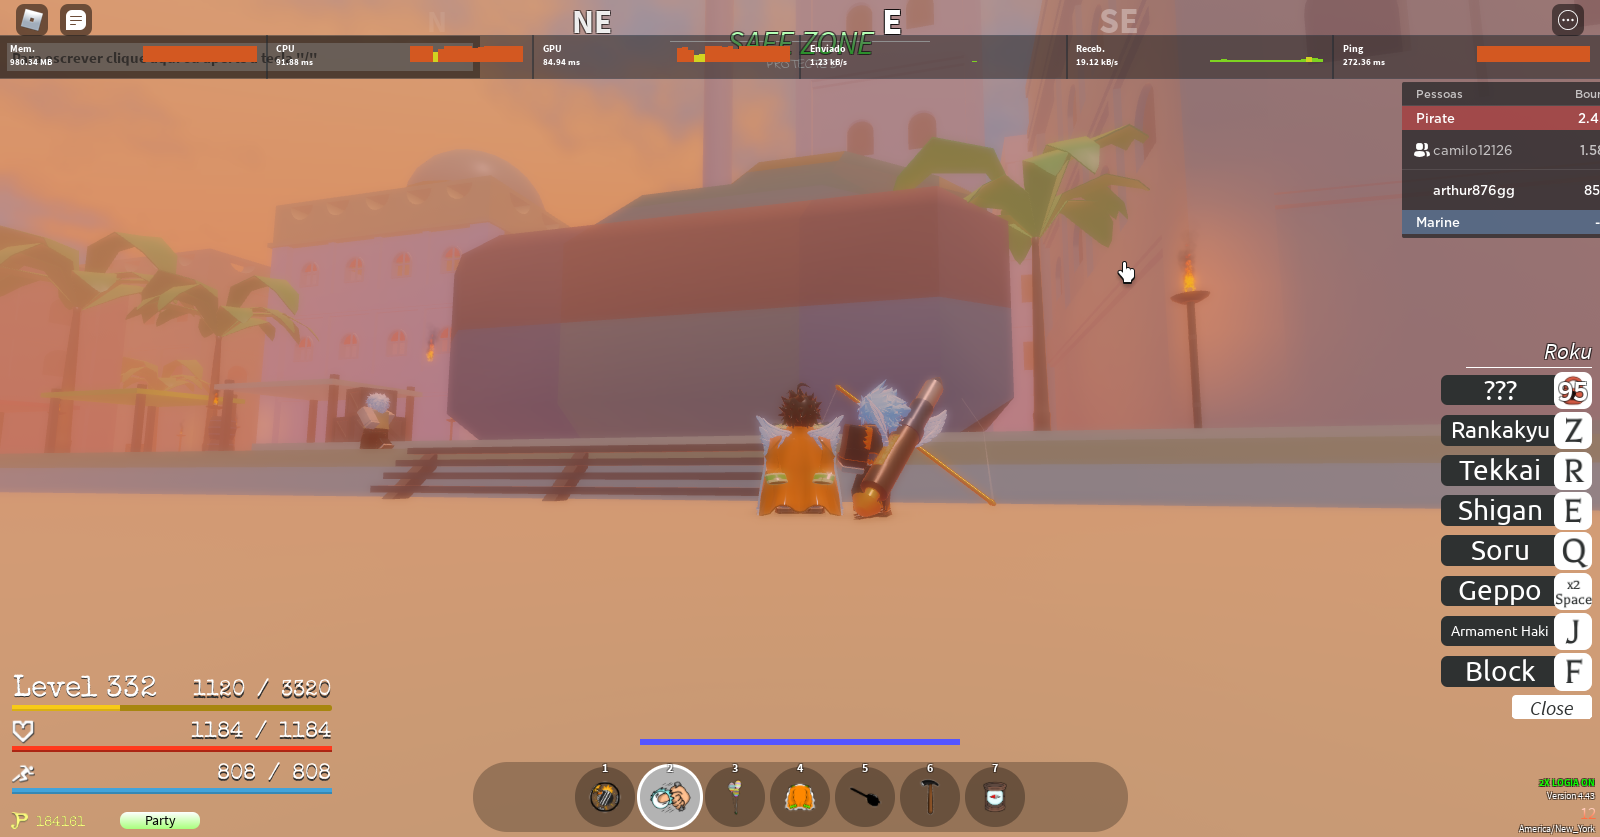 N
NE
E
SE
SAFE ZONE
Mem.
980.34 MB
CPU
91.88 ms
GPU
84.94 ms
Enviado
1.23 kB/s
Receb.
19.12 kB/s
Ping
272.36 ms
screver clique
Pessoas
Boun
Pirate
2.4
camilo12126
1.58
arthur876gg
85
Marine
-
Roku
???
95
Rankakyu Z
Tekkai R
Shigan E
Soru Q
Geppo x2 Space
Armament Haki J
Block F
Close
Level 332 1120 / 3320
1184 / 1184
808 / 808
184161
Party
1 2 3 4 5 6 7
2X LOGIA ON
Version 4.43
12
America/New_York